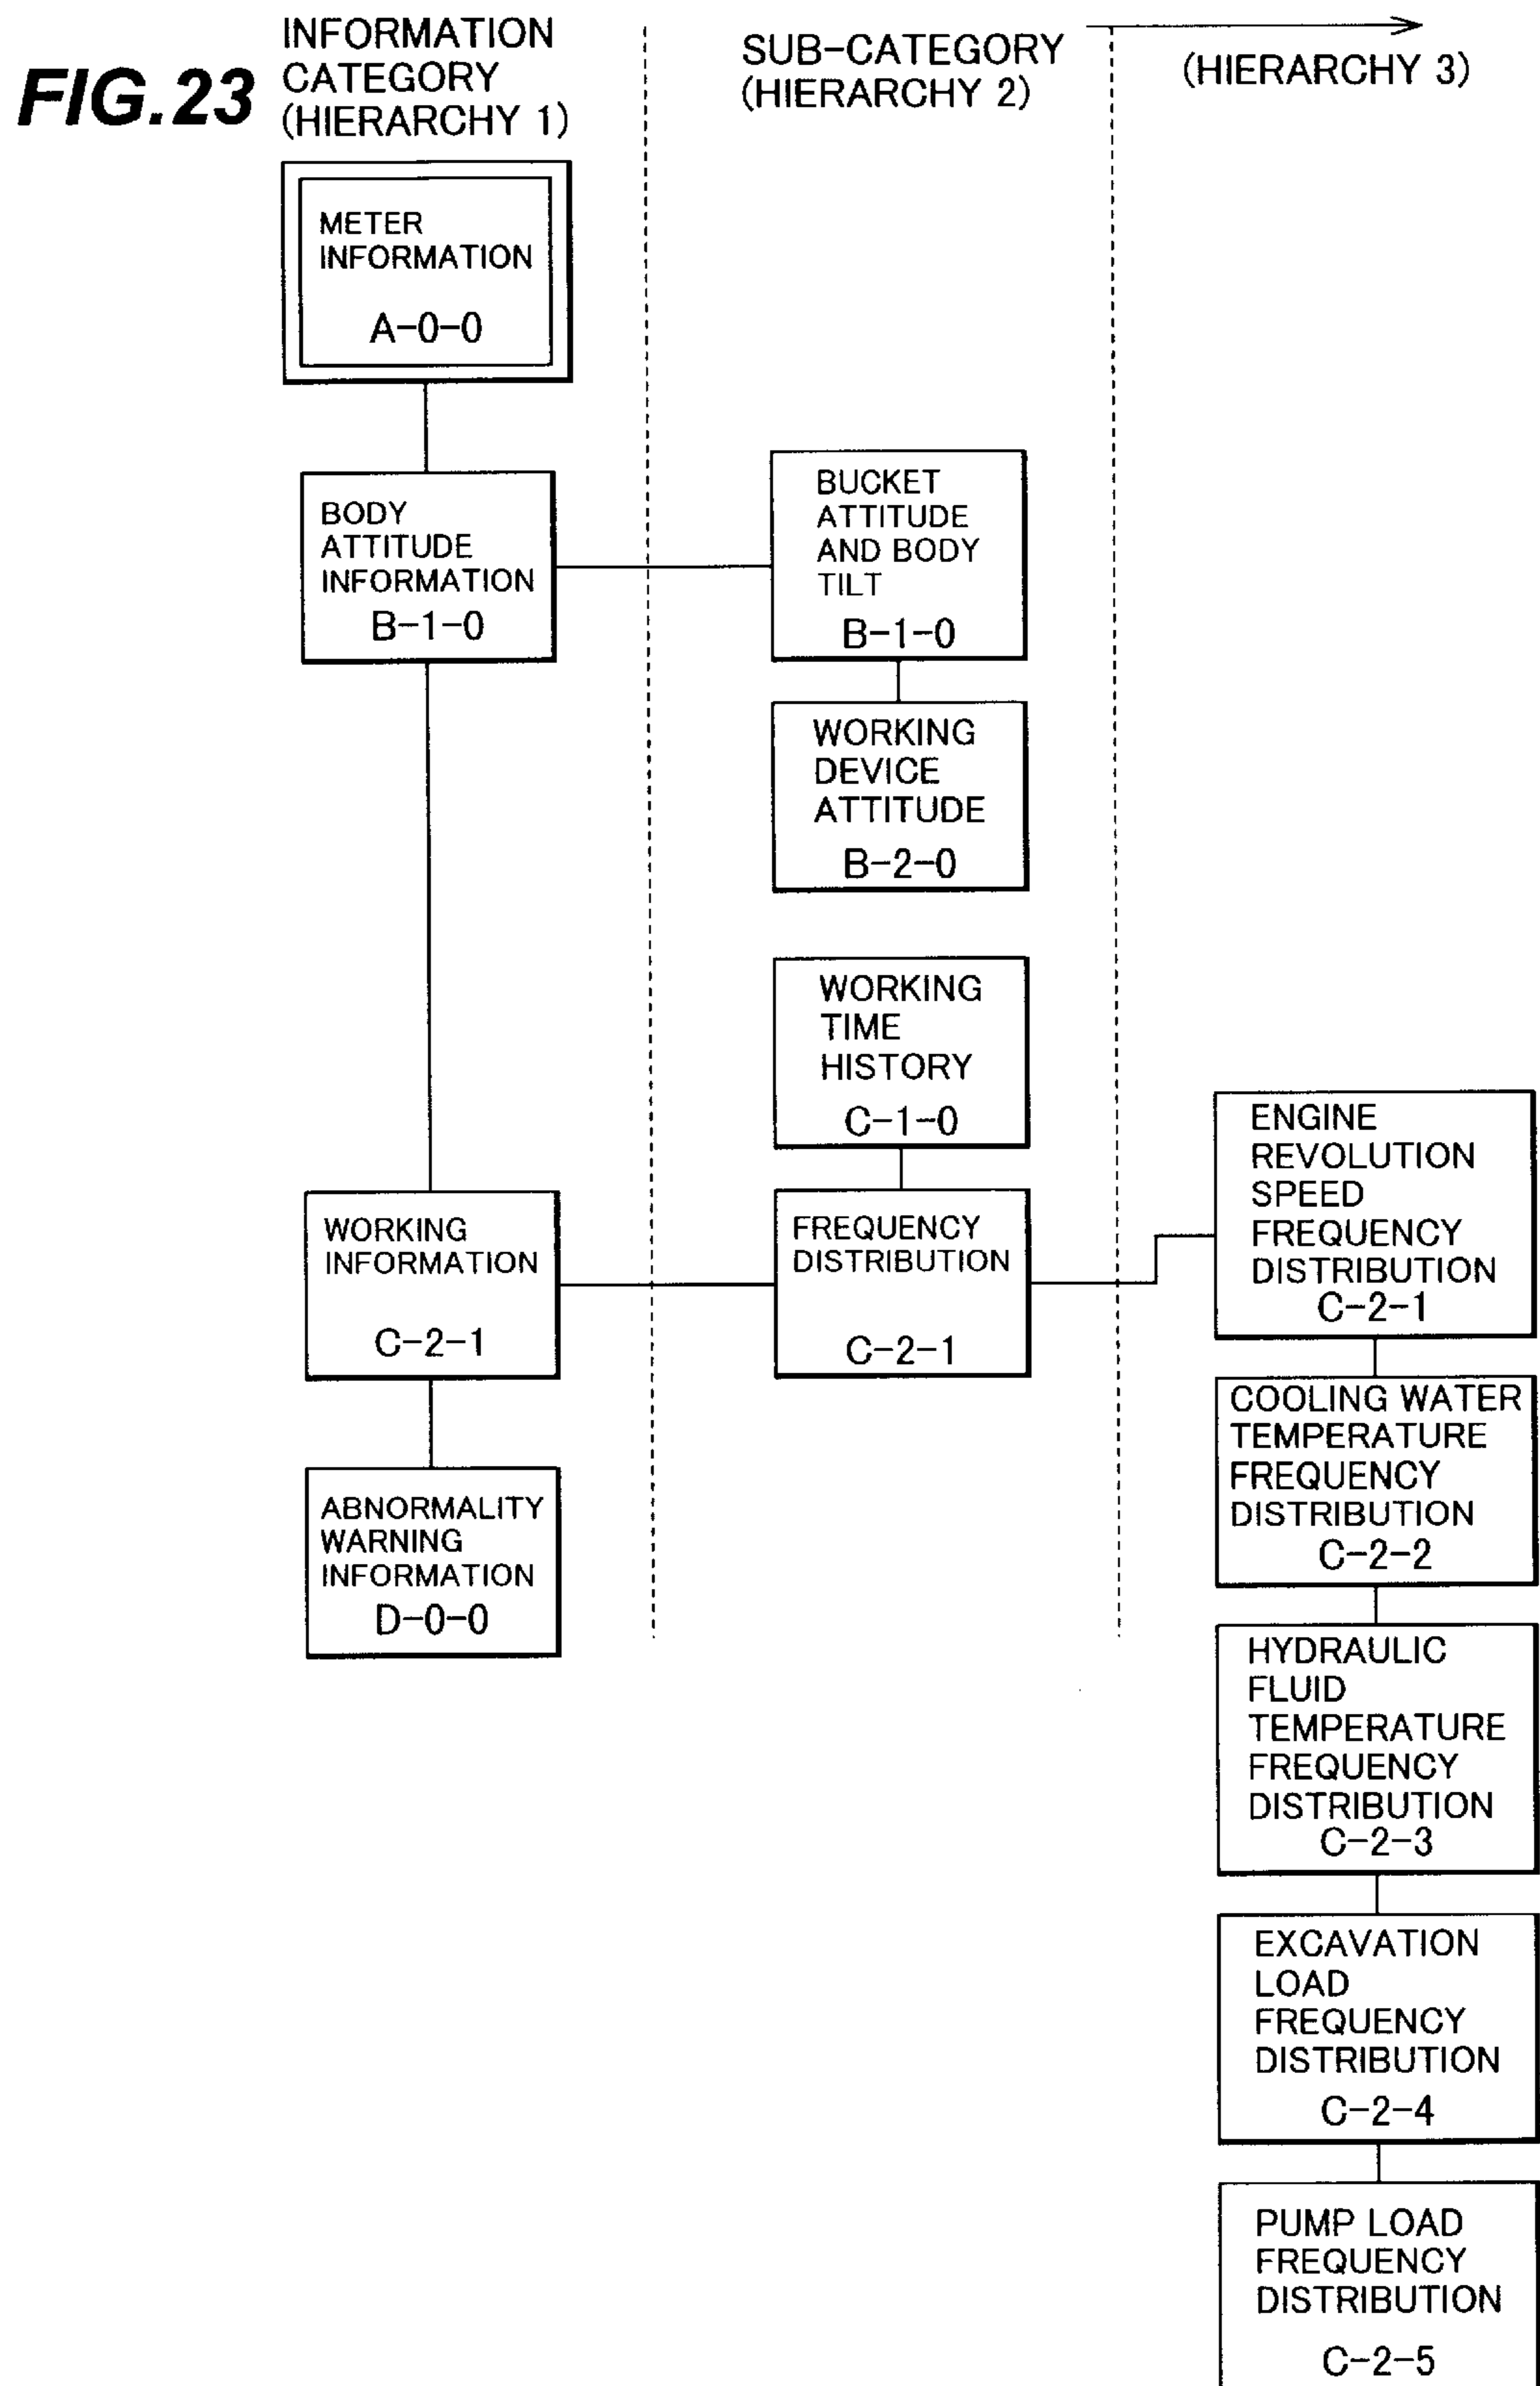 FIG.23
INFORMATION
CATEGORY
(HIERARCHY 1)
SUB-CATEGORY
(HIERARCHY 2)
(HIERARCHY 3)
METER
INFORMATION
A-0-0
BODY
ATTITUDE
INFORMATION
B-1-0
BUCKET
ATTITUDE
AND BODY
TILT
B-1-0
WORKING
DEVICE
ATTITUDE
B-2-0
WORKING
TIME
HISTORY
C-1-0
WORKING
INFORMATION
C-2-1
FREQUENCY
DISTRIBUTION
C-2-1
ENGINE
REVOLUTION
SPEED
FREQUENCY
DISTRIBUTION
C-2-1
COOLING WATER
TEMPERATURE
FREQUENCY
DISTRIBUTION
C-2-2
ABNORMALITY
WARNING
INFORMATION
D-0-0
HYDRAULIC
FLUID
TEMPERATURE
FREQUENCY
DISTRIBUTION
C-2-3
EXCAVATION
LOAD
FREQUENCY
DISTRIBUTION
C-2-4
PUMP LOAD
FREQUENCY
DISTRIBUTION
C-2-5